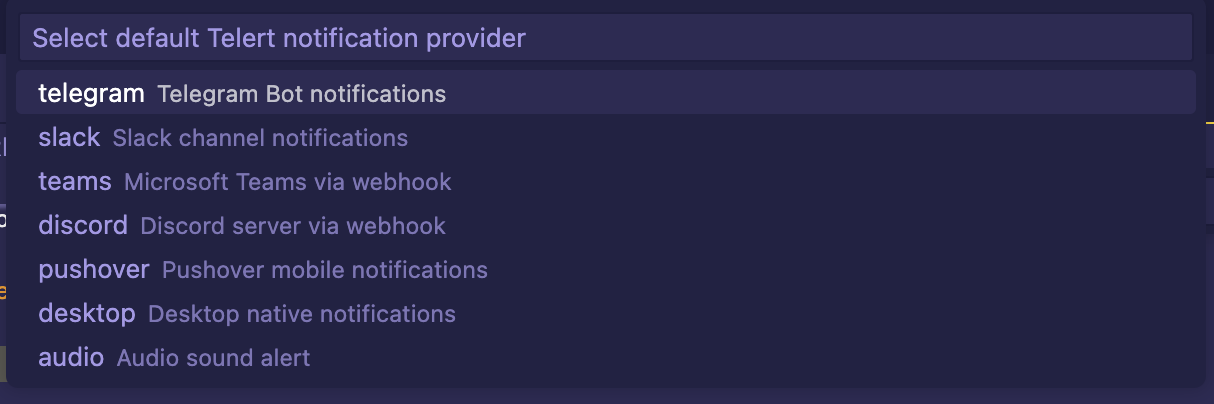 Select default Telert notification provider
telegram Telegram Bot notifications
slack Slack channel notifications
teams Microsoft Teams via webhook
discord Discord server via webhook
pushover Pushover mobile notifications
desktop Desktop native notifications
audio Audio sound alert